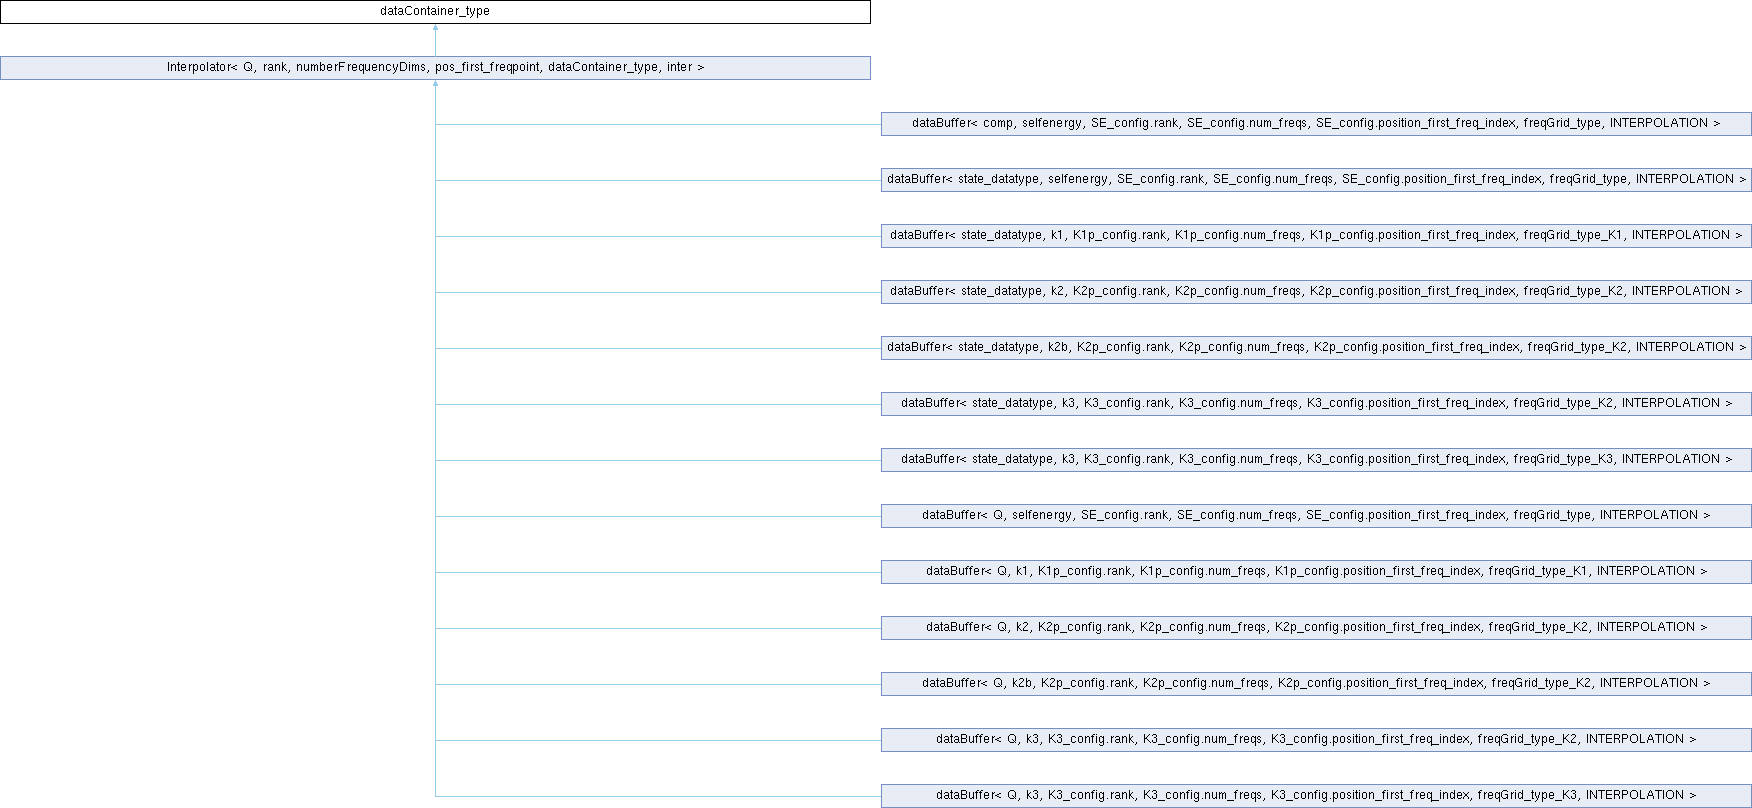 dataContainer_type
Interpolator< Q, rank, numberFrequencyDims, pos_first_freqpoint, dataContainer_type, inter >
dataBuffer< comp, selfenergy, SE_config.rank, SE_config.num_freqs, SE_config.position_first_freq_index, freqGrid_type, INTERPOLATION >
dataBuffer< state_datatype, selfenergy, SE_config.rank, SE_config.num_freqs, SE_config.position_first_freq_index, freqGrid_type, INTERPOLATION >
dataBuffer< state_datatype, k1, K1p_config.rank, K1p_config.num_freqs, K1p_config.position_first_freq_index, freqGrid_type_K1, INTERPOLATION >
dataBuffer< state_datatype, k2, K2p_config.rank, K2p_config.num_freqs, K2p_config.position_first_freq_index, freqGrid_type_K2, INTERPOLATION >
dataBuffer< state_datatype, k2b, K2p_config.rank, K2p_config.num_freqs, K2p_config.position_first_freq_index, freqGrid_type_K2, INTERPOLATION >
dataBuffer< state_datatype, k3, K3_config.rank, K3_config.num_freqs, K3_config.position_first_freq_index, freqGrid_type_K2, INTERPOLATION >
dataBuffer< state_datatype, k3, K3_config.rank, K3_config.num_freqs, K3_config.position_first_freq_index, freqGrid_type_K3, INTERPOLATION >
dataBuffer< Q, selfenergy, SE_config.rank, SE_config.num_freqs, SE_config.position_first_freq_index, freqGrid_type, INTERPOLATION >
dataBuffer< Q, k1, K1p_config.rank, K1p_config.num_freqs, K1p_config.position_first_freq_index, freqGrid_type_K1, INTERPOLATION >
dataBuffer< Q, k2, K2p_config.rank, K2p_config.num_freqs, K2p_config.position_first_freq_index, freqGrid_type_K2, INTERPOLATION >
dataBuffer< Q, k2b, K2p_config.rank, K2p_config.num_freqs, K2p_config.position_first_freq_index, freqGrid_type_K2, INTERPOLATION >
dataBuffer< Q, k3, K3_config.rank, K3_config.num_freqs, K3_config.position_first_freq_index, freqGrid_type_K2, INTERPOLATION >
dataBuffer< Q, k3, K3_config.rank, K3_config.num_freqs, K3_config.position_first_freq_index, freqGrid_type_K3, INTERPOLATION >